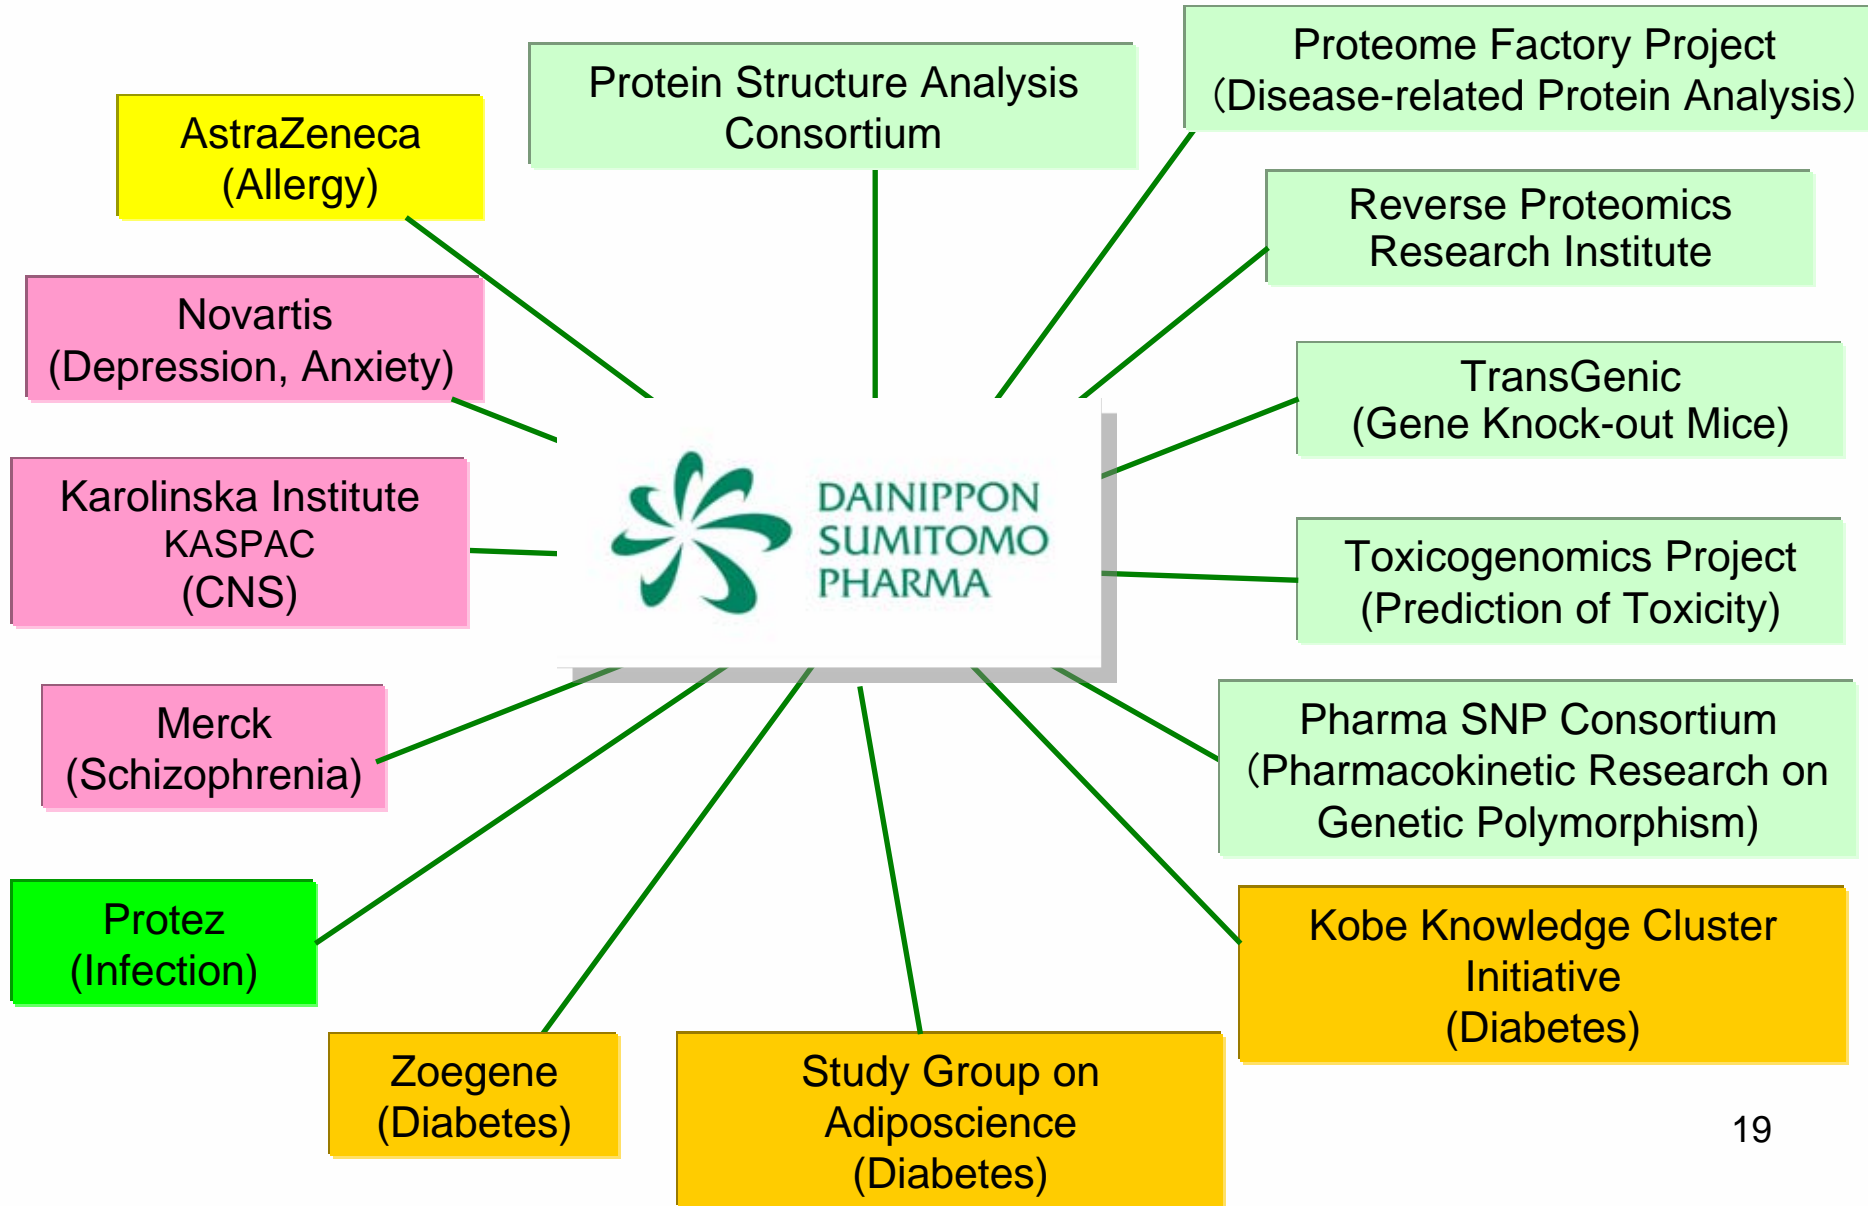 Proteome Factory Project
（Disease-related Protein Analysis）
Protein Structure Analysis
Consortium
AstraZeneca
(Allergy)
Reverse Proteomics
Research Institute
Novartis
(Depression, Anxiety)
TransGenic
(Gene Knock-out Mice)
Karolinska Institute
KASPAC
(CNS)
DAINIPPON
SUMITOMO
PHARMA
Toxicogenomics Project
(Prediction of Toxicity)
Merck
(Schizophrenia)
Pharma SNP Consortium
（Pharmacokinetic Research on
Genetic Polymorphism)
Protez
(Infection)
Kobe Knowledge Cluster
Initiative
(Diabetes)
Zoegene
(Diabetes)
Study Group on
Adiposcience
(Diabetes)
19